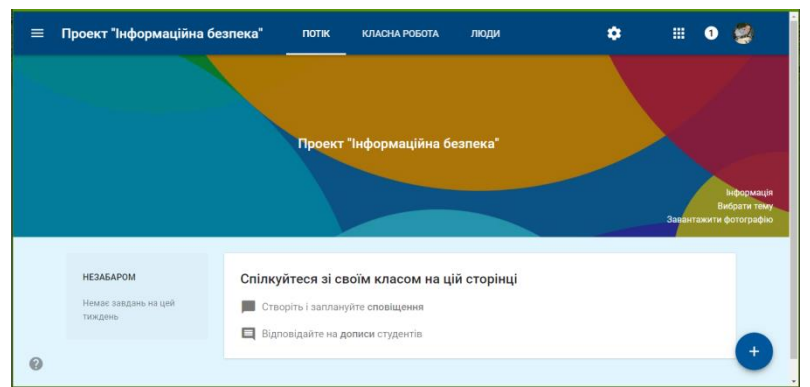 Проект "Інформаційна безпека"
ПОТІК
КЛАСНА РОБОТА
ЛЮДИ
1
Проект "Інформаційна безпека"
Інформація
Вибрати тему
Завантажити фотографію
НЕЗАБАРОМ
Немає завдань на цей
тиждень
Спілкуйтеся зі своїм класом на цій сторінці
Створіть і заплануйте сповіщення
Відповідайте на дописи студентів